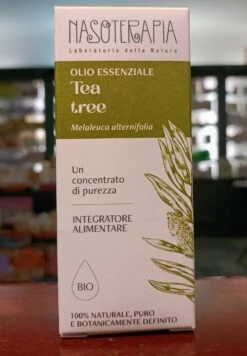 NASOTERAPIA
Laboratorio della Natura
OLIO ESSENZIALE
Tea
tree
Melaleuca alternifolia
Un
concentrato
di purezza
INTEGRATORE
ALIMENTARE
BIO
100% NATURALE, PURO
E BOTANICAMENTE DEFINITO